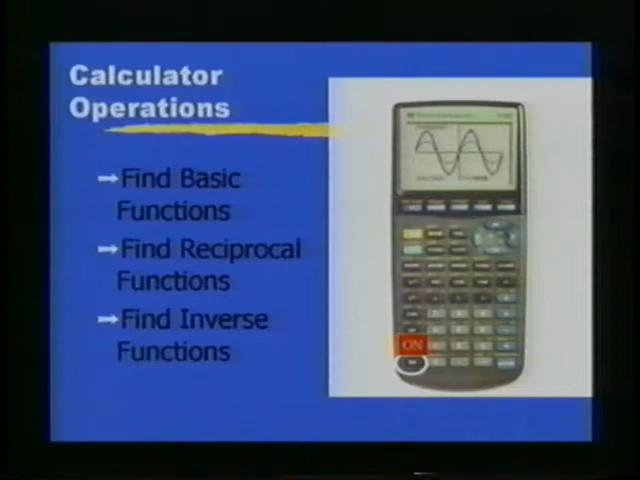 Calculator
Operations
Find Basic
Functions
Find Reciprocal
Functions
Find Inverse
Functions
ON